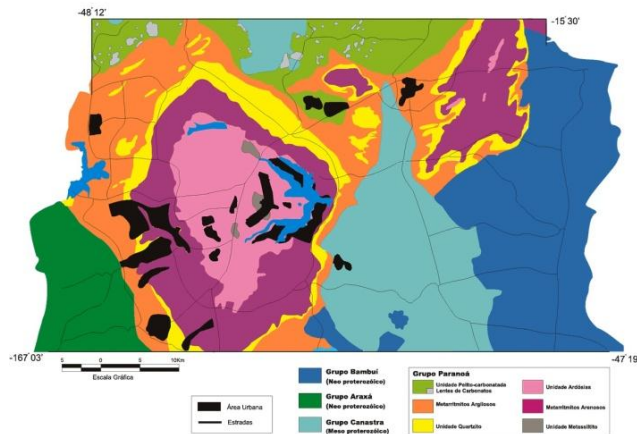 -48°12'
-15°30'
-167°03'
-47°19'
5 0 5 10Km
Escala Gráfica
Área Urbana
Estradas
Grupo Bambuí
(Neo proterozóico)
Grupo Araxá
(Neo proterozóico)
Grupo Canastra
(Meso proterozóico)
Grupo Paranoá
Unidade Pelito-carbonatada
Lentes de Carbonatos
Metarritmitos Argilosos
Unidade Quartzito
Unidade Ardósias
Metarritmitos Arenosos
Unidade Metassiltito